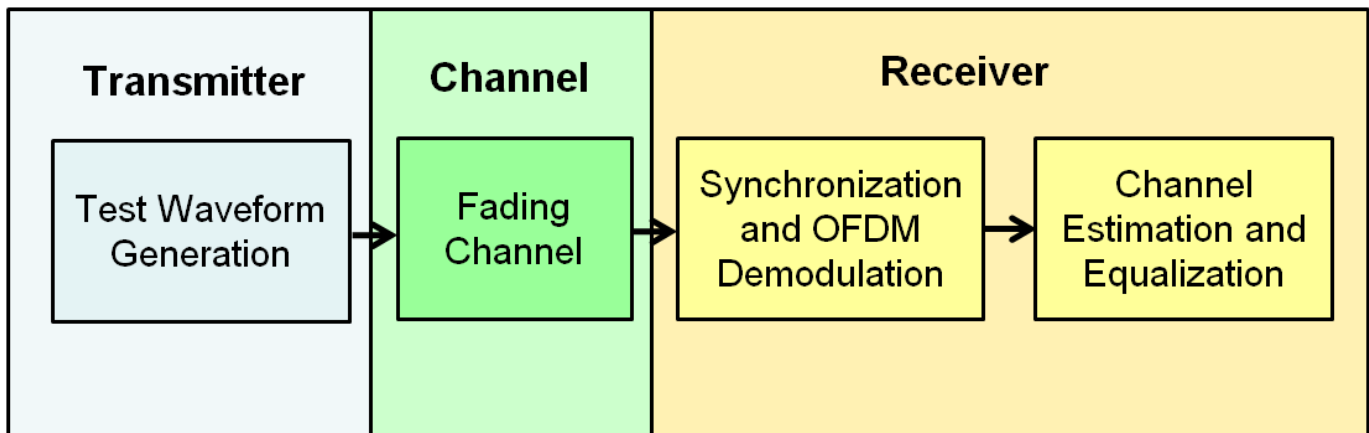 Transmitter
Channel
Receiver
Test Waveform
Generation
Fading
Channel
Synchronization
and OFDM
Demodulation
Channel
Estimation and
Equalization